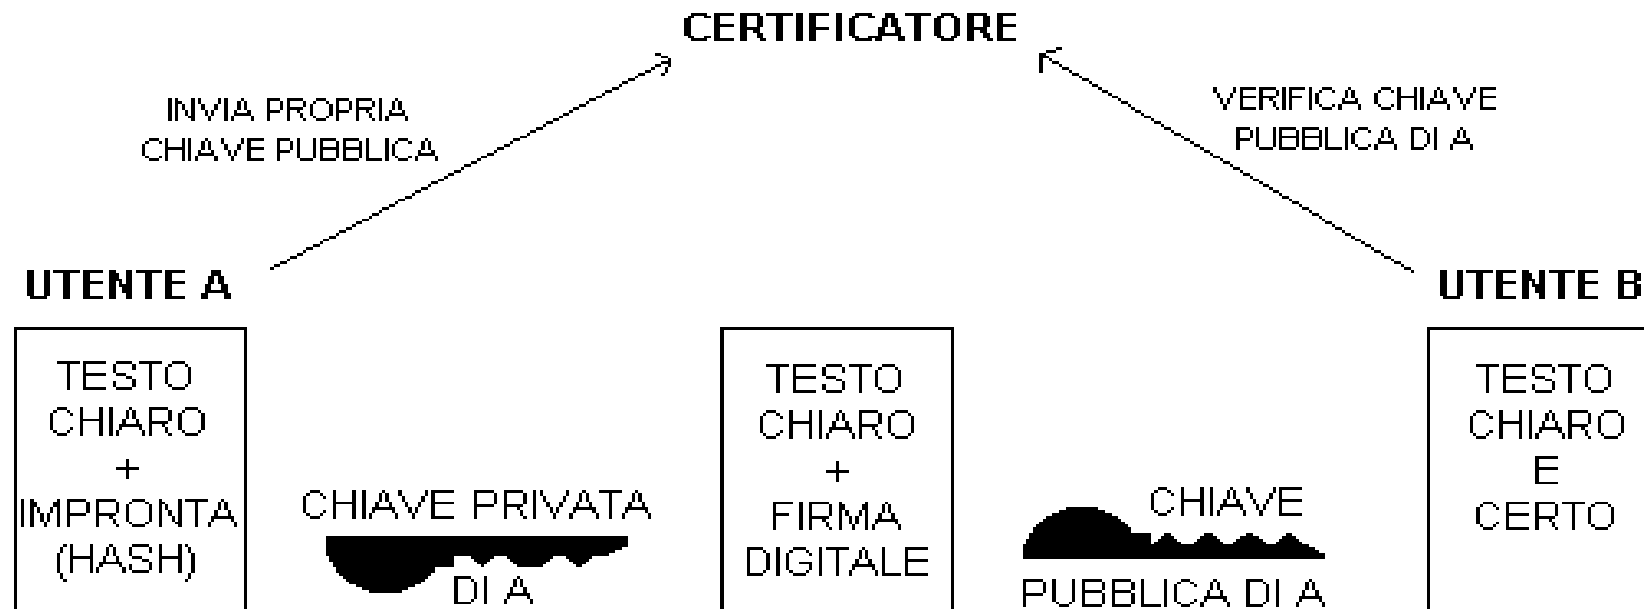 CERTIFICATORE
INVIA PROPRIA
CHIAVE PUBBLICA
VERIFICA CHIAVE
PUBBLICA DI A
UTENTE A
UTENTE B
TESTO
CHIARO
+
IMPRONTA
(HASH)
CHIAVE PRIVATA
DI A
TESTO
CHIARO
+
FIRMA
DIGITALE
CHIAVE
PUBBLICA DI A
TESTO
CHIARO
E
CERTO